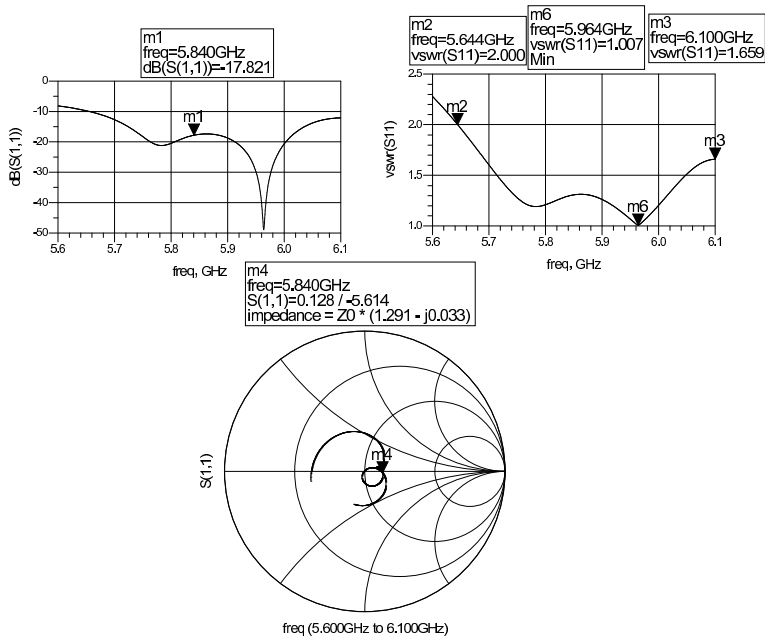 m1
freq=5.840GHz
dB(S(1,1))=-17.821
m2
freq=5.644GHz
vswr(S11)=2.000
m6
freq=5.964GHz
vswr(S11)=1.007
Min
m3
freq=6.100GHz
vswr(S11)=1.659
0
-10
-20
-30
-40
-50
dB(S(1,1))
m1
5.6
5.7
5.8
5.9
6.0
6.1
freq, GHz
2.5
2.0
1.5
1.0
vswr(S11)
m2
m6
m3
5.6
5.7
5.8
5.9
6.0
6.1
freq, GHz
m4
freq=5.840GHz
S(1,1)=0.128 / -5.614
impedance = Z0 * (1.291 - j0.033)
S(1,1)
m4
freq (5.600GHz to 6.100GHz)